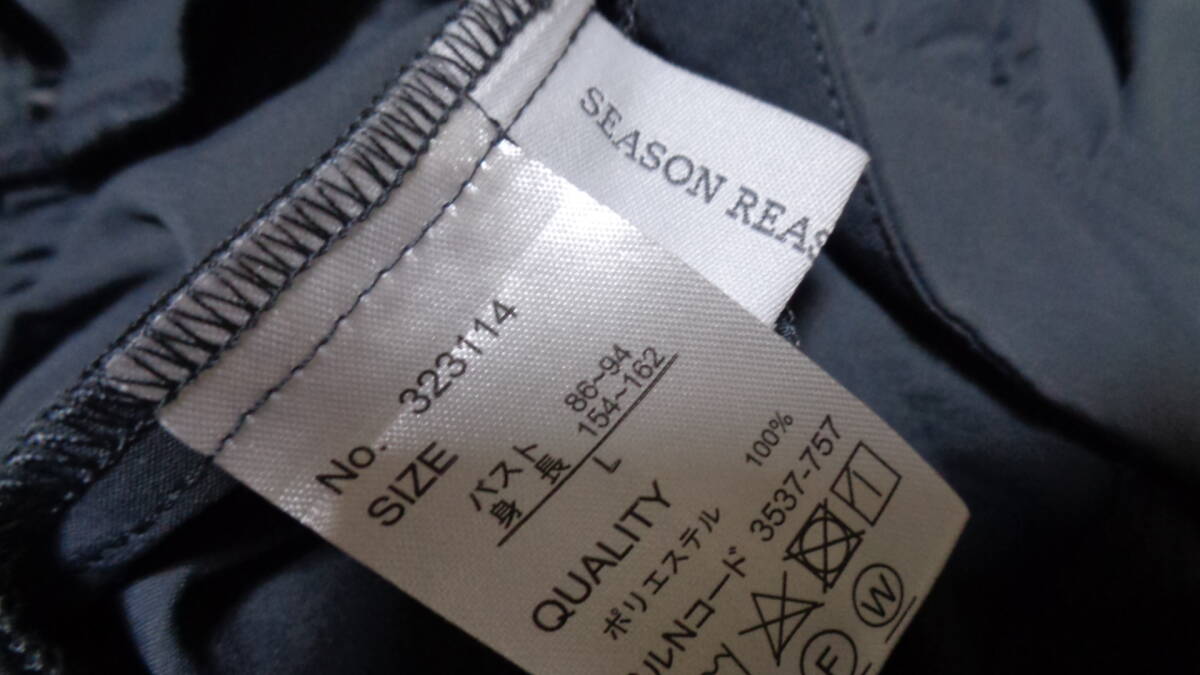 SEASON REAS
No. 323114
SIZE
バスト 86~94
身長 154~162
L
QUALITY
ポリエステル 100%
ルNコード 3537-757
W
F